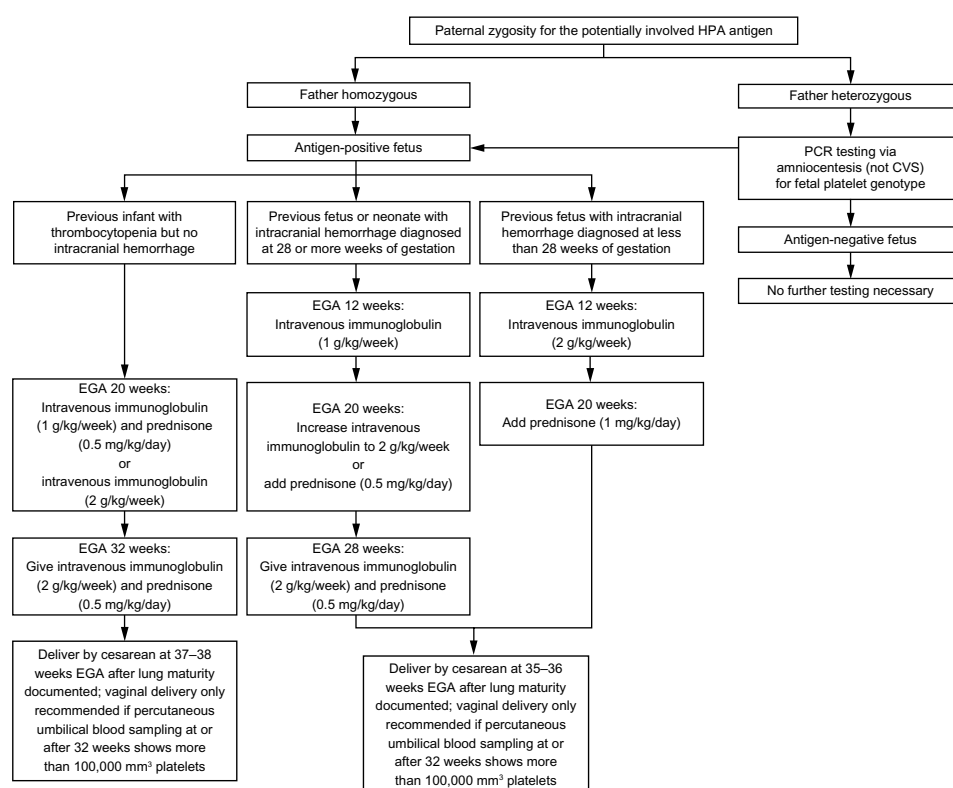 Paternal zygosity for the potentially involved HPA antigen
Father homozygous
Father heterozygous
Antigen-positive fetus
PCR testing via
amniocentesis (not CVS)
for fetal platelet genotype
Previous infant with
thrombocytopenia but no
intracranial hemorrhage
Previous fetus or neonate with
intracranial hemorrhage diagnosed
at 28 or more weeks of gestation
Previous fetus with intracranial
hemorrhage diagnosed at less
than 28 weeks of gestation
Antigen-negative fetus
No further testing necessary
EGA 12 weeks:
Intravenous immunoglobulin
(1 g/kg/week)
EGA 12 weeks:
Intravenous immunoglobulin
(2 g/kg/week)
EGA 20 weeks:
Intravenous immunoglobulin
(1 g/kg/week) and prednisone
(0.5 mg/kg/day)
or
intravenous immunoglobulin
(2 g/kg/week)
EGA 20 weeks:
Increase intravenous
immunoglobulin to 2 g/kg/week
or
add prednisone (0.5 mg/kg/day)
EGA 20 weeks:
Add prednisone (1 mg/kg/day)
EGA 32 weeks:
Give intravenous immunoglobulin
(2 g/kg/week) and prednisone
(0.5 mg/kg/day)
EGA 28 weeks:
Give intravenous immunoglobulin
(2 g/kg/week) and prednisone
(0.5 mg/kg/day)
Deliver by cesarean at 37–38
weeks EGA after lung maturity
documented; vaginal delivery only
recommended if percutaneous
umbilical blood sampling at or
after 32 weeks shows more
than 100,000 mm³ platelets
Deliver by cesarean at 35–36
weeks EGA after lung maturity
documented; vaginal delivery only
recommended if percutaneous
umbilical blood sampling at or
after 32 weeks shows more
than 100,000 mm³ platelets